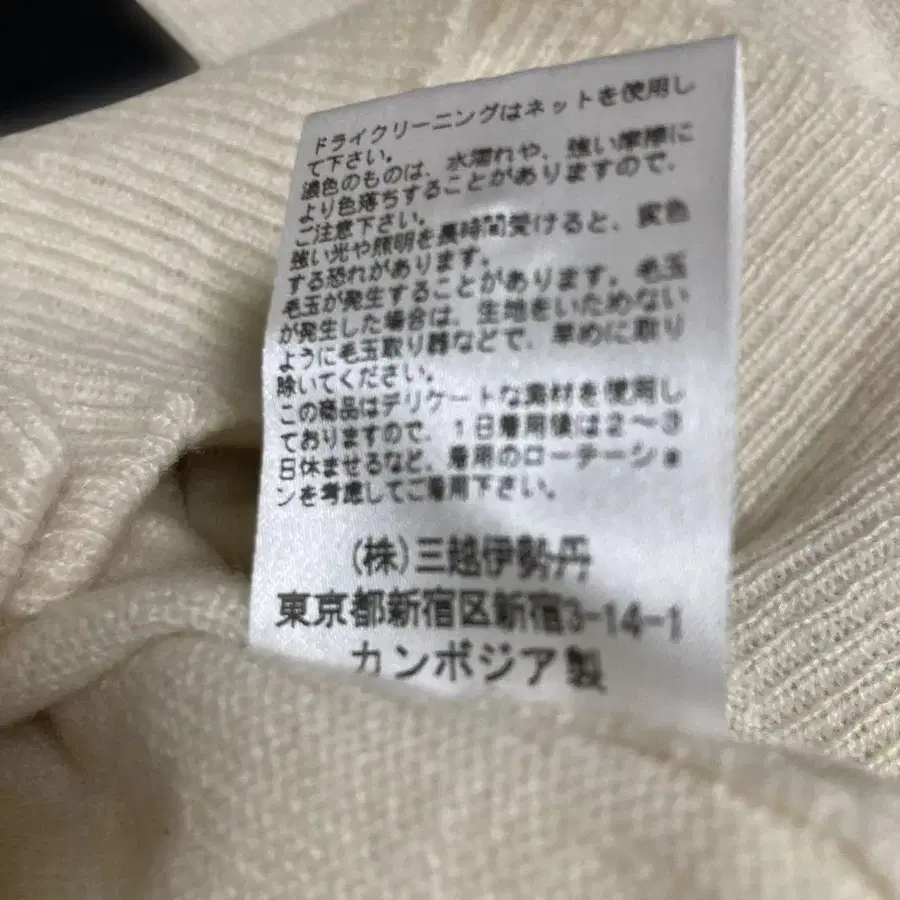 ドライクリーニングはネットを使用し
て下さい。
濃色のものは、水濡れや、強い摩擦に
より色落ちすることがありますので、
ご注意下さい。
強い光や照明を長時間受けると、変色
する恐れがあります。
毛玉が発生することがあります。毛玉
が発生した場合は、生地をいためない
ように毛玉取り器などで、早めに取り
除いてください。
この商品はデリケートな素材を使用し
ておりますので、1日着用後は2〜3
日休ませるなど、着用のローテーショ
ンを考慮してご着用下さい。
(株)三越伊勢丹
東京都新宿区新宿3-14-1
カンボジア製